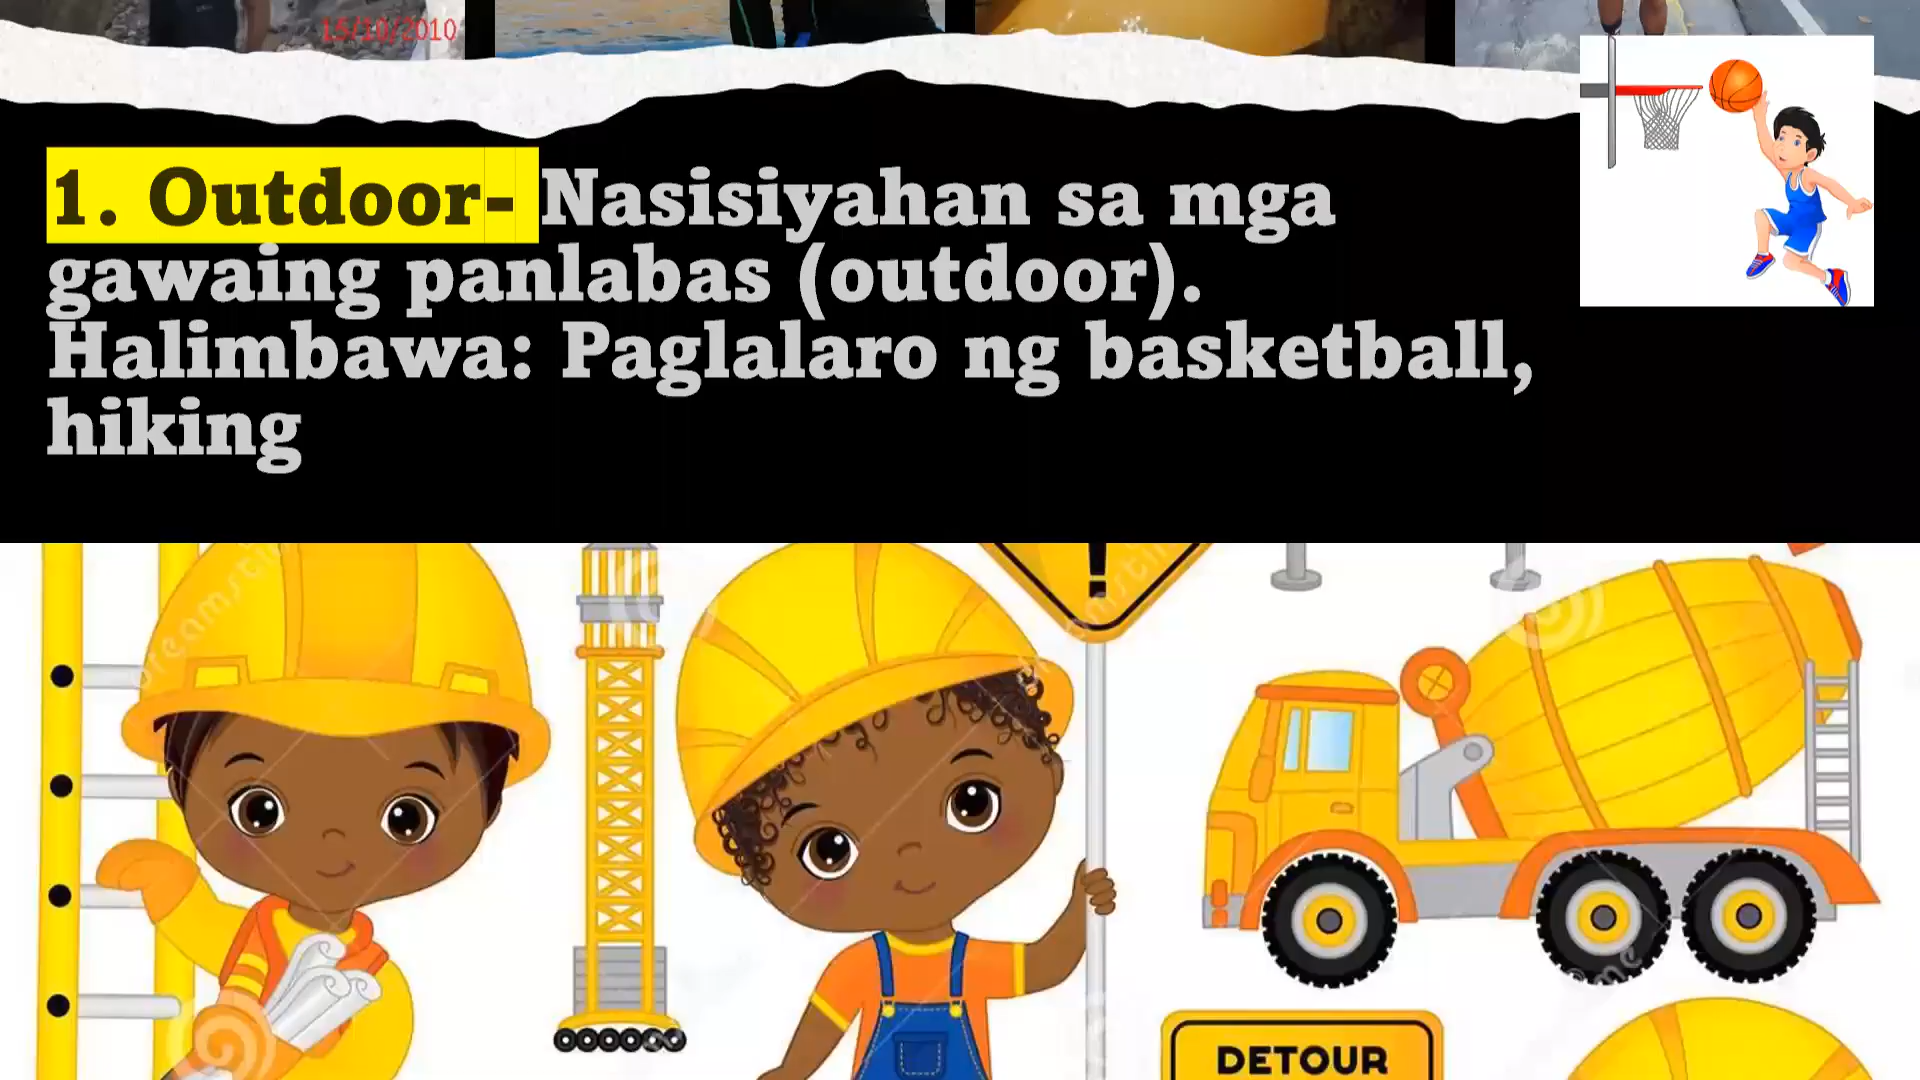 15/10/2010
1. Outdoor- Nasisiyahan sa mga
gawaing panlabas (outdoor).
Halimbawa: Paglalaro ng basketball,
hiking
!
DETOUR